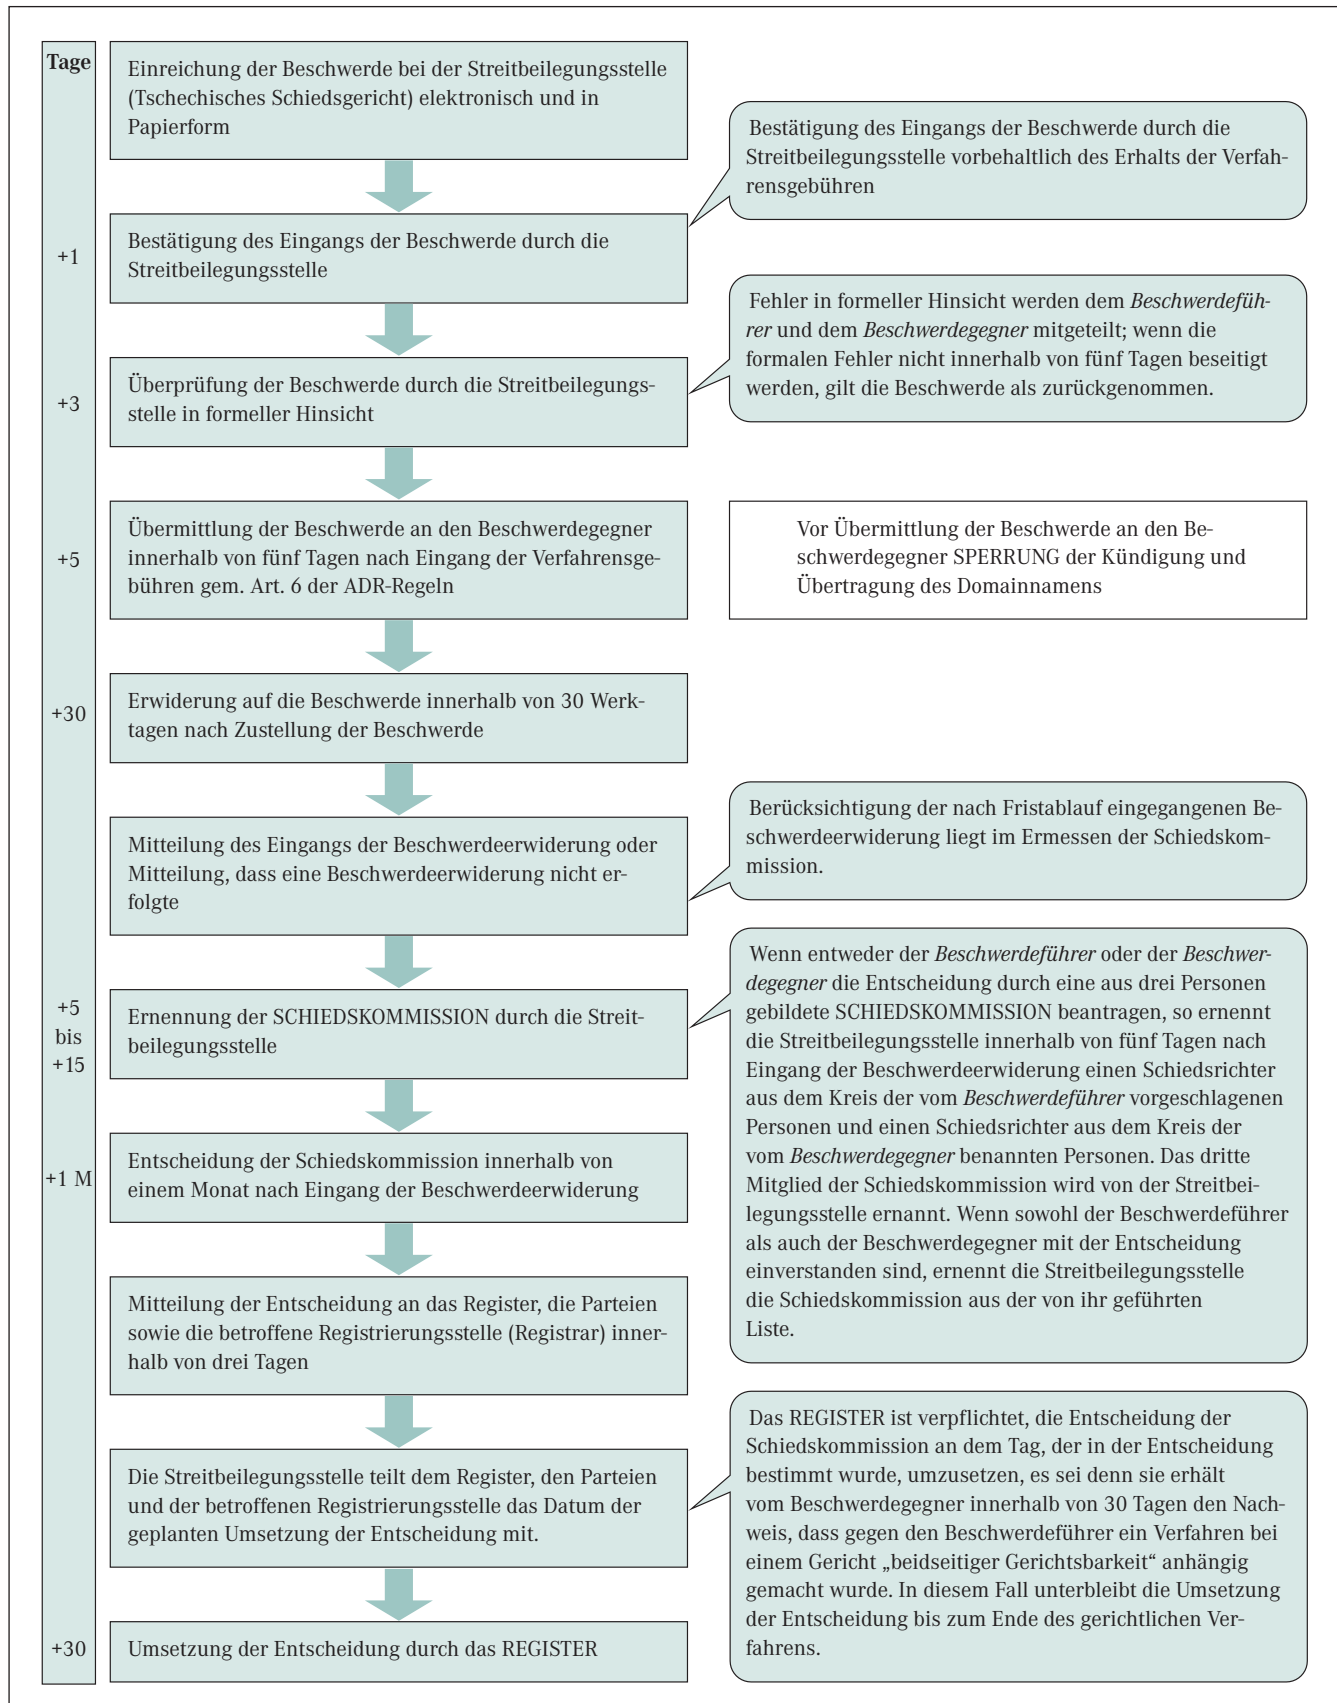 Tage
Einreichung der Beschwerde bei der Streitbeilegungsstelle
(Tschechisches Schiedsgericht) elektronisch und in
Papierform
Bestätigung des Eingangs der Beschwerde durch die
Streitbeilegungsstelle vorbehaltlich des Erhalts der Verfah-
rensgebühren
+1
Bestätigung des Eingangs der Beschwerde durch die
Streitbeilegungsstelle
Fehler in formeller Hinsicht werden dem Beschwerdefüh-
rer und dem Beschwerdegegner mitgeteilt; wenn die
formalen Fehler nicht innerhalb von fünf Tagen beseitigt
werden, gilt die Beschwerde als zurückgenommen.
+3
Überprüfung der Beschwerde durch die Streitbeilegungs-
stelle in formeller Hinsicht
+5
Übermittlung der Beschwerde an den Beschwerdegegner
innerhalb von fünf Tagen nach Eingang der Verfahrensge-
bühren gem. Art. 6 der ADR-Regeln
Vor Übermittlung der Beschwerde an den Be-
schwerdegegner SPERRUNG der Kündigung und
Übertragung des Domainnamens
+30
Erwiderung auf die Beschwerde innerhalb von 30 Werk-
tagen nach Zustellung der Beschwerde
Mitteilung des Eingangs der Beschwerdeerwiderung oder
Mitteilung, dass eine Beschwerdeerwiderung nicht er-
folgte
Berücksichtigung der nach Fristablauf eingegangenen Be-
schwerdeerwiderung liegt im Ermessen der Schiedskom-
mission.
+5
bis
+15
Ernennung der SCHIEDSKOMMISSION durch die Streit-
beilegungsstelle
Wenn entweder der Beschwerdeführer oder der Beschwer-
degegner die Entscheidung durch eine aus drei Personen
gebildete SCHIEDSKOMMISSION beantragen, so ernennt
die Streitbeilegungsstelle innerhalb von fünf Tagen nach
Eingang der Beschwerdeerwiderung einen Schiedsrichter
aus dem Kreis der vom Beschwerdeführer vorgeschlagenen
Personen und einen Schiedsrichter aus dem Kreis der
vom Beschwerdegegner benannten Personen. Das dritte
Mitglied der Schiedskommission wird von der Streitbei-
legungsstelle ernannt. Wenn sowohl der Beschwerdeführer
als auch der Beschwerdegegner mit der Entscheidung
einverstanden sind, ernennt die Streitbeilegungsstelle
die Schiedskommission aus der von ihr geführten
Liste.
+1 M
Entscheidung der Schiedskommission innerhalb von
einem Monat nach Eingang der Beschwerdeerwiderung
Mitteilung der Entscheidung an das Register, die Parteien
sowie die betroffene Registrierungsstelle (Registrar) inner-
halb von drei Tagen
Die Streitbeilegungsstelle teilt dem Register, den Parteien
und der betroffenen Registrierungsstelle das Datum der
geplanten Umsetzung der Entscheidung mit.
Das REGISTER ist verpflichtet, die Entscheidung der
Schiedskommission an dem Tag, der in der Entscheidung
bestimmt wurde, umzusetzen, es sei denn sie erhält
vom Beschwerdegegner innerhalb von 30 Tagen den Nach-
weis, dass gegen den Beschwerdeführer ein Verfahren bei
einem Gericht „beidseitiger Gerichtsbarkeit“ anhängig
gemacht wurde. In diesem Fall unterbleibt die Umsetzung
der Entscheidung bis zum Ende des gerichtlichen Ver-
fahrens.
+30
Umsetzung der Entscheidung durch das REGISTER